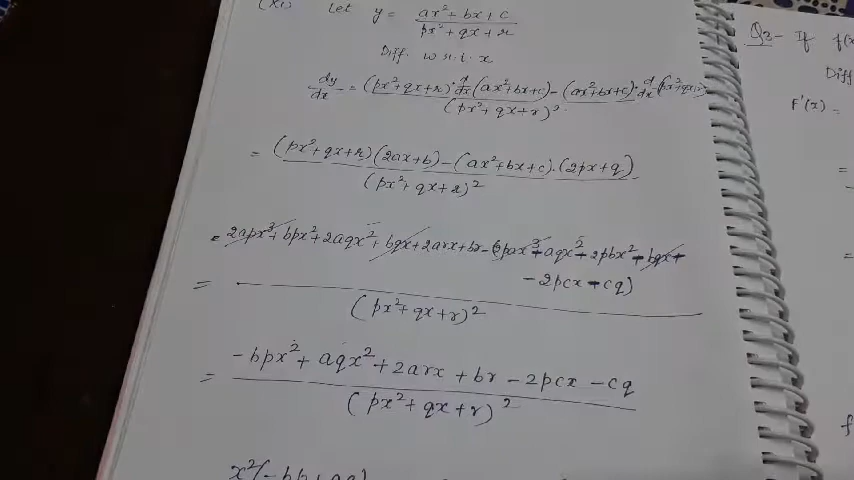 (xi) Let y = ax²+bx+c / px²+qx+r
Diff. w.r.t. x
dy/dx = (px²+qx+r)·d/dx(ax²+bx+c) - (ax²+bx+c)·d/dx(px²+qx+r) / (px²+qx+r)²
= (px²+qx+r)(2ax+b) - (ax²+bx+c).(2px+q) / (px²+qx+r)²
= 2apx³+bpx²+2aqx²+bqx+2arx+br-(2pax³+aqx²+2pbx²+bqx+
= -2pcx+cq) / (px²+qx+r)²
= -bpx²+aqx²+2arx+br-2pcx-cq / (px²+qx+r)²
x²(-bp+aq)
Q2- If f(x
Diff
F'(x) =
=
=
f